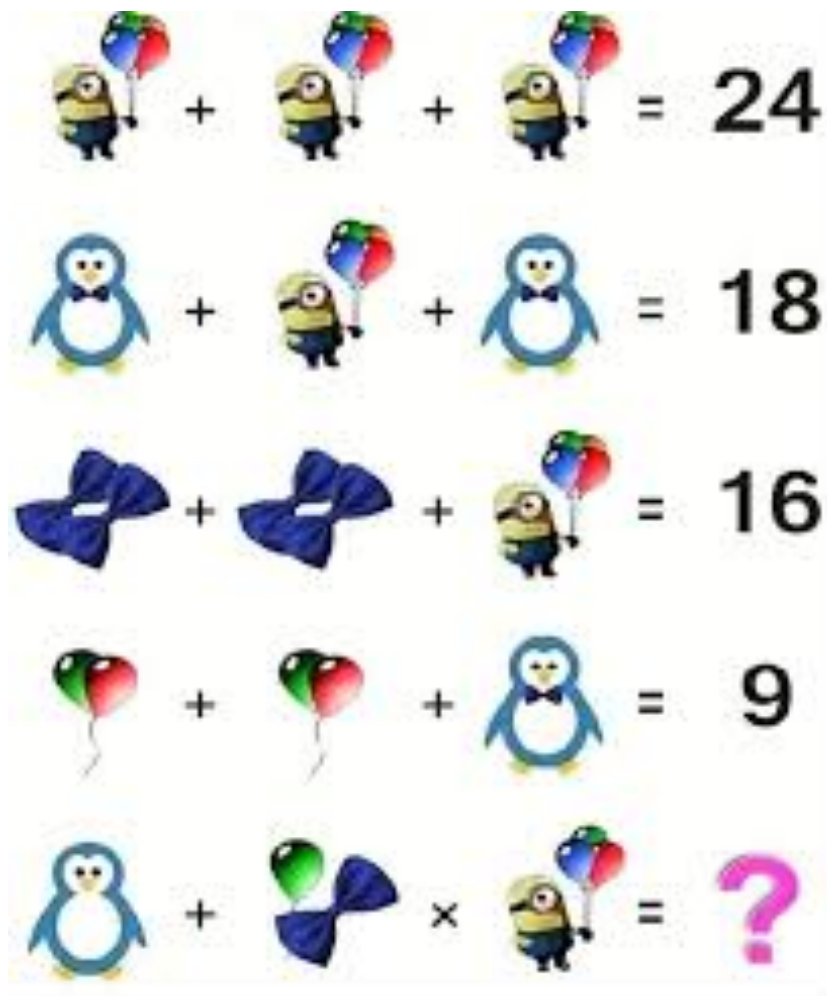 + + = 24
+ + = 18
+ + = 16
+ + = 9
+ × = ?